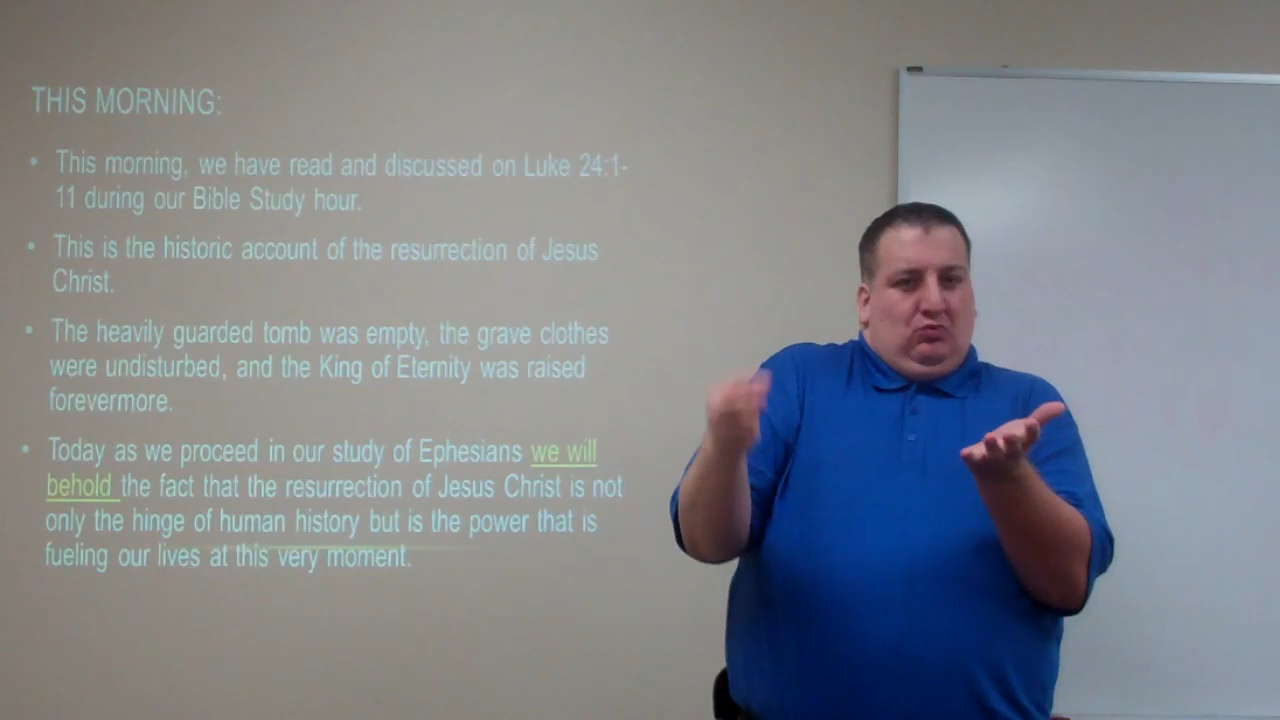 THIS MORNING:
• This morning, we have read and discussed on Luke 24:1-
11 during our Bible Study hour.
• This is the historic account of the resurrection of Jesus
Christ.
• The heavily guarded tomb was empty, the grave clothes
were undisturbed, and the King of Eternity was raised
forevermore.
• Today as we proceed in our study of Ephesians we will
behold the fact that the resurrection of Jesus Christ is not
only the hinge of human history but is the power that is
fueling our lives at this very moment.